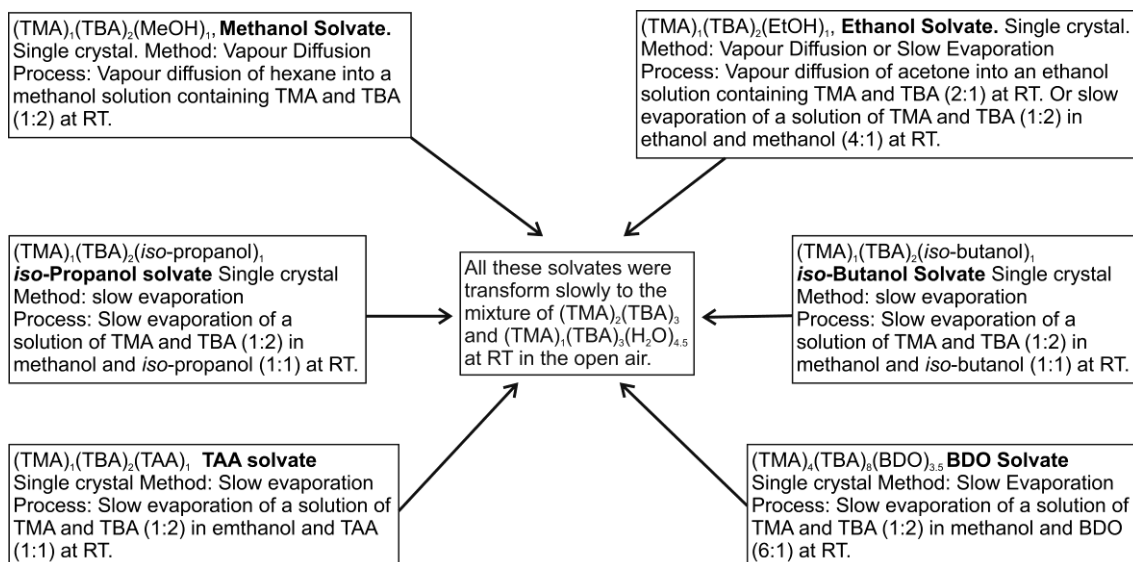 (TMA)₁(TBA)₂(MeOH)₁, Methanol Solvate.
Single crystal. Method: Vapour Diffusion
Process: Vapour diffusion of hexane into a
methanol solution containing TMA and TBA
(1:2) at RT.
(TMA)₁(TBA)₂(EtOH)₁, Ethanol Solvate. Single crystal.
Method: Vapour Diffusion or Slow Evaporation
Process: Vapour diffusion of acetone into an ethanol
solution containing TMA and TBA (2:1) at RT. Or slow
evaporation of a solution of TMA and TBA (1:2) in
ethanol and methanol (4:1) at RT.
(TMA)₁(TBA)₂(iso-propanol)₁
iso-Propanol solvate Single crystal
Method: slow evaporation
Process: Slow evaporation of a
solution of TMA and TBA (1:2) in
methanol and iso-propanol (1:1) at RT.
All these solvates were
transform slowly to the
mixture of (TMA)₂(TBA)₃
and (TMA)₁(TBA)₃(H₂O)₄.₅
at RT in the open air.
(TMA)₁(TBA)₂(iso-butanol)₁
iso-Butanol Solvate Single crystal
Method: slow evaporation
Process: Slow evaporation of a
solution of TMA and TBA (1:2) in
methanol and iso-butanol (1:1) at RT.
(TMA)₁(TBA)₂(TAA)₁ TAA solvate
Single crystal Method: Slow evaporation
Process: Slow evaporation of a solution of
TMA and TBA (1:2) in emthanol and TAA
(1:1) at RT.
(TMA)₄(TBA)₈(BDO)₃.₅ BDO Solvate
Single crystal Method: Slow Evaporation
Process: Slow evaporation of a solution of
TMA and TBA (1:2) in methanol and BDO
(6:1) at RT.